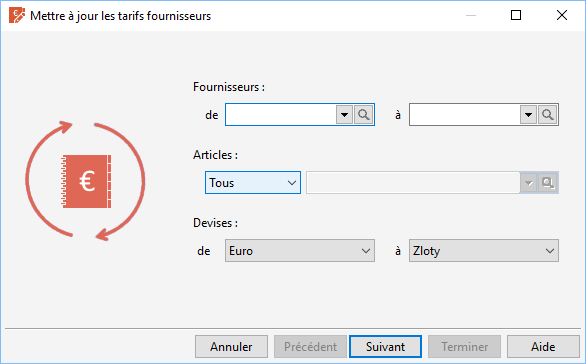 Mettre à jour les tarifs fournisseurs
Fournisseurs :
de à
Articles :
Tous
Devises :
de Euro à Zloty
Annuler Précédent Suivant Terminer Aide